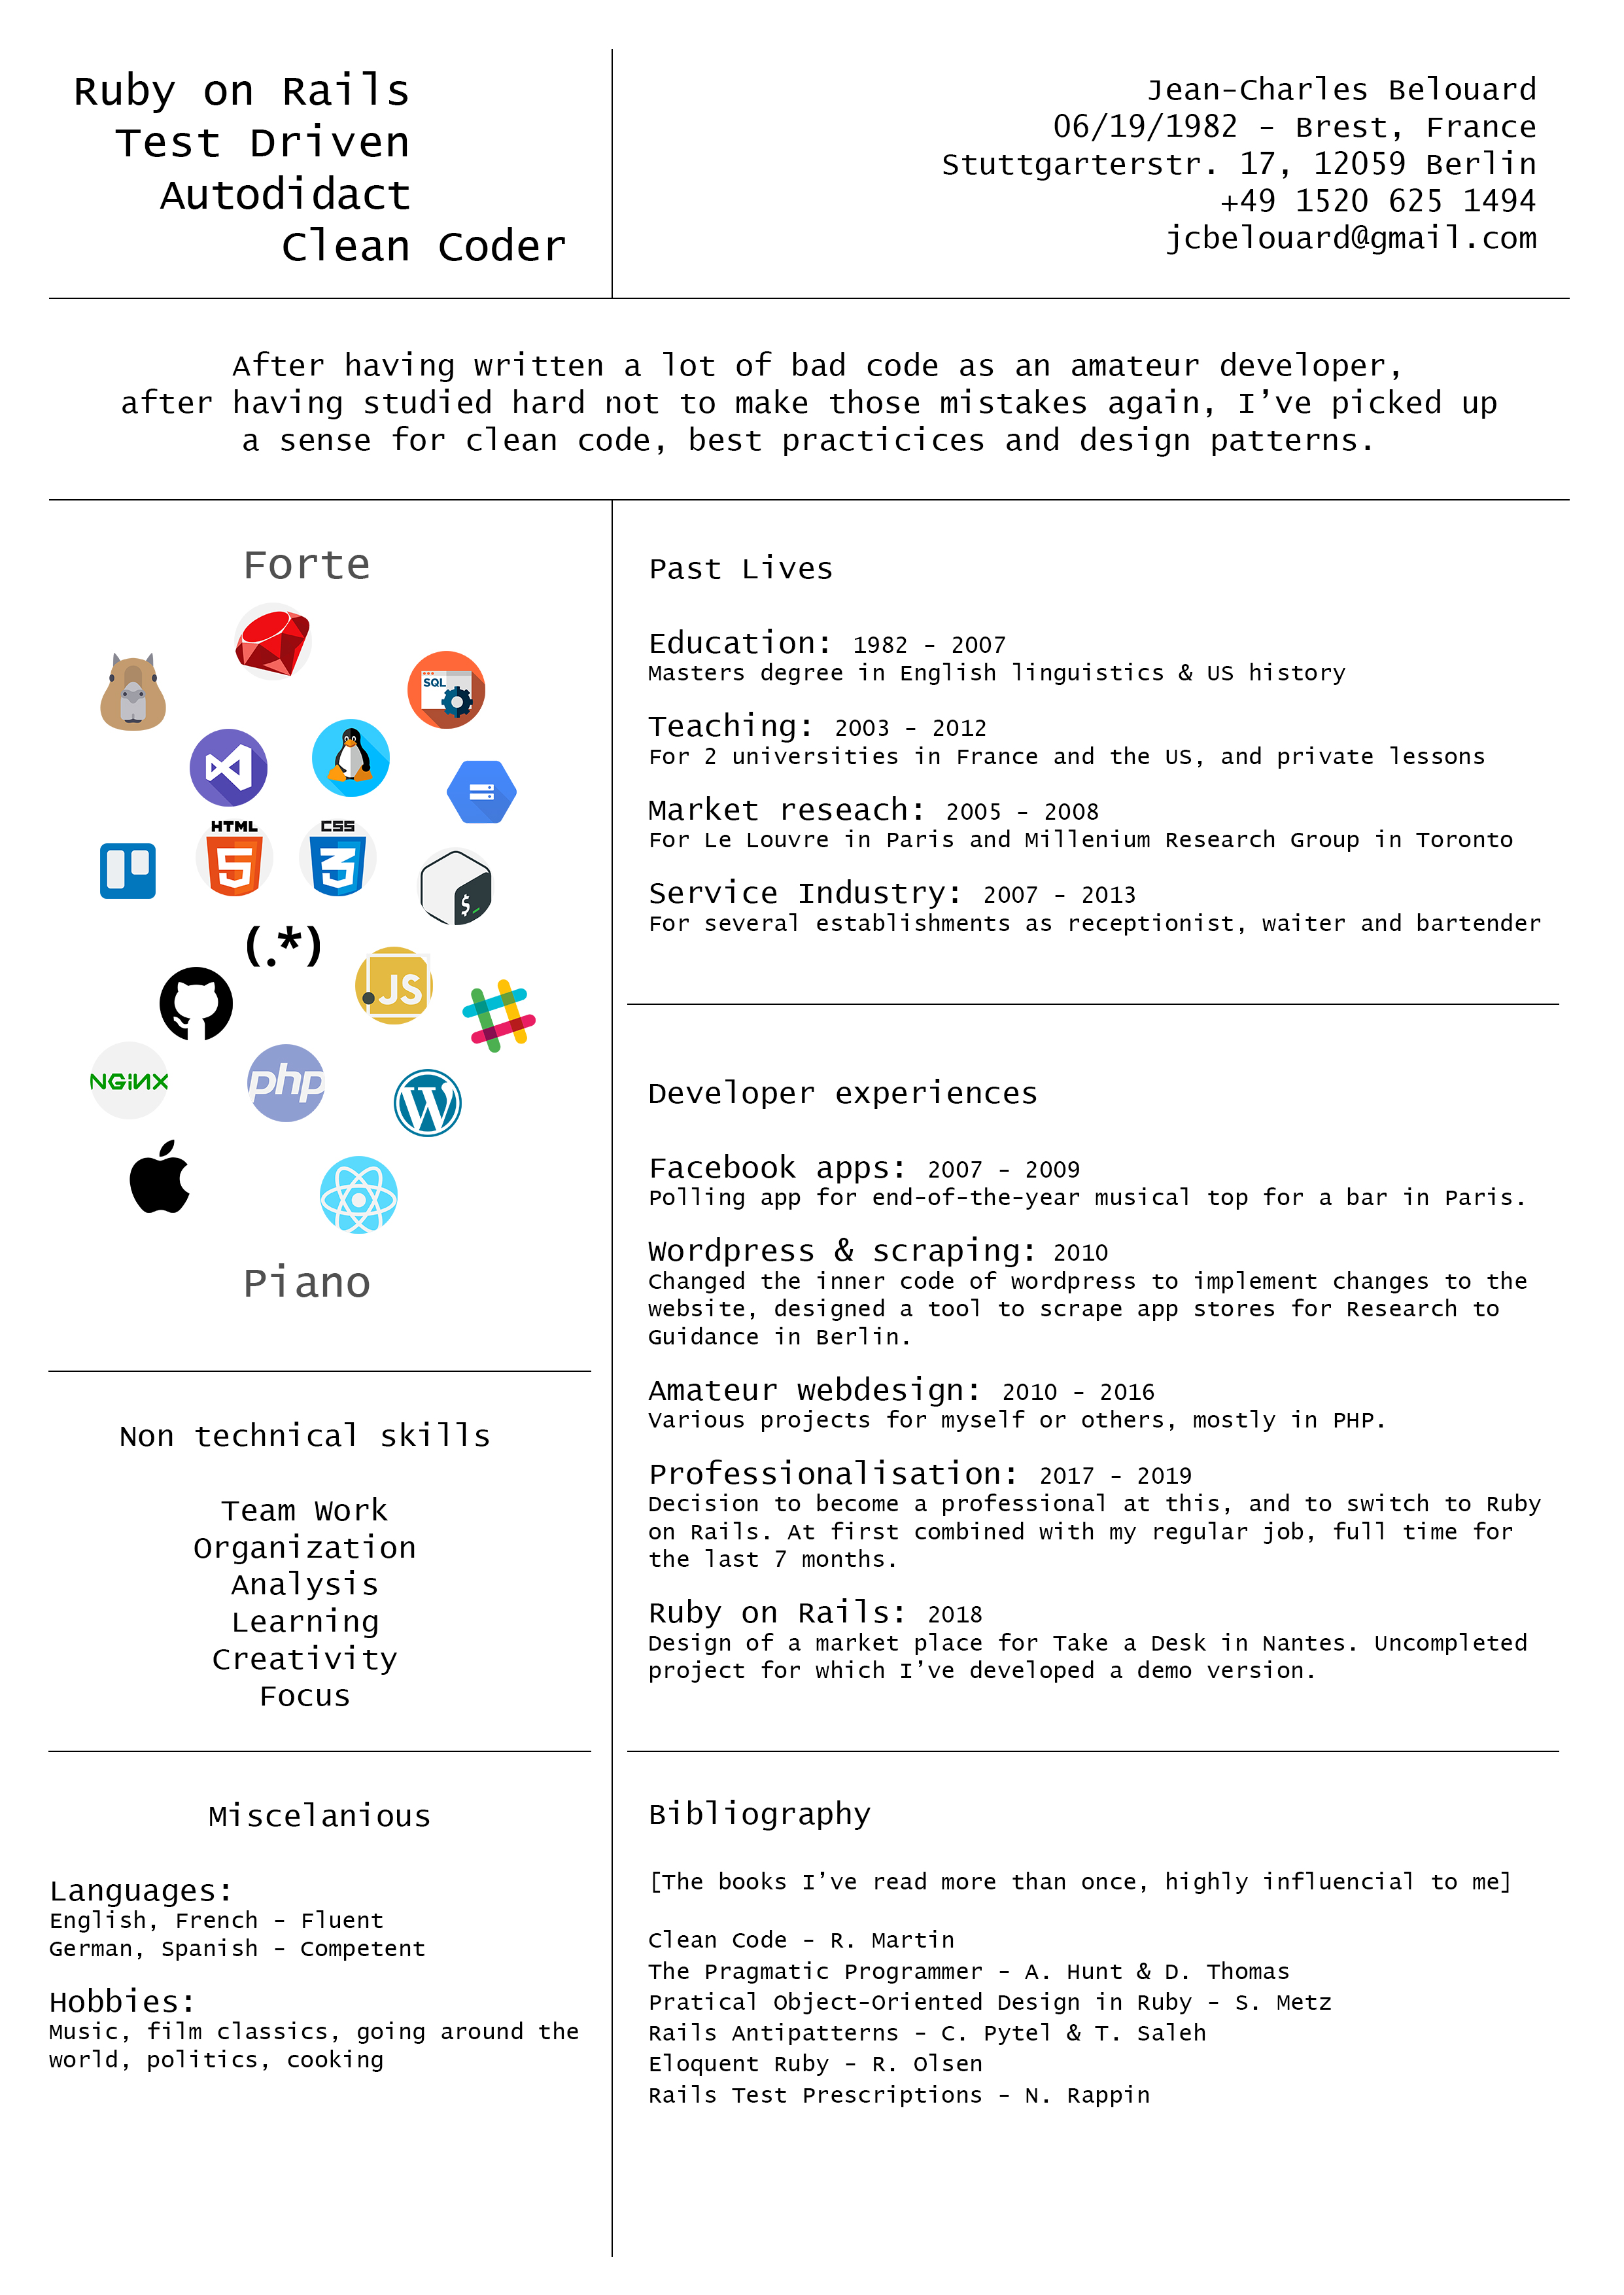 Ruby on Rails
Test Driven
Autodidact
Clean Coder
Jean-Charles Belouard
06/19/1982 - Brest, France
Stuttgarterstr. 17, 12059 Berlin
+49 1520 625 1494
jcbelouard@gmail.com
After having written a lot of bad code as an amateur developer,
after having studied hard not to make those mistakes again, I’ve picked up
a sense for clean code, best practicices and design patterns.
Forte
SQL
HTML
5
CSS
3
$
(.*)
JS
NGINX
php
W
Piano
Non technical skills
Team Work
Organization
Analysis
Learning
Creativity
Focus
Miscelanious
Languages:
English, French - Fluent
German, Spanish - Competent
Hobbies:
Music, film classics, going around the
world, politics, cooking
Past Lives
Education: 1982 - 2007
Masters degree in English linguistics & US history
Teaching: 2003 - 2012
For 2 universities in France and the US, and private lessons
Market reseach: 2005 - 2008
For Le Louvre in Paris and Millenium Research Group in Toronto
Service Industry: 2007 - 2013
For several establishments as receptionist, waiter and bartender
Developer experiences
Facebook apps: 2007 - 2009
Polling app for end-of-the-year musical top for a bar in Paris.
Wordpress & scraping: 2010
Changed the inner code of wordpress to implement changes to the
website, designed a tool to scrape app stores for Research to
Guidance in Berlin.
Amateur webdesign: 2010 - 2016
Various projects for myself or others, mostly in PHP.
Professionalisation: 2017 - 2019
Decision to become a professional at this, and to switch to Ruby
on Rails. At first combined with my regular job, full time for
the last 7 months.
Ruby on Rails: 2018
Design of a market place for Take a Desk in Nantes. Uncompleted
project for which I’ve developed a demo version.
Bibliography
[The books I’ve read more than once, highly influencial to me]
Clean Code - R. Martin
The Pragmatic Programmer - A. Hunt & D. Thomas
Pratical Object-Oriented Design in Ruby - S. Metz
Rails Antipatterns - C. Pytel & T. Saleh
Eloquent Ruby - R. Olsen
Rails Test Prescriptions - N. Rappin